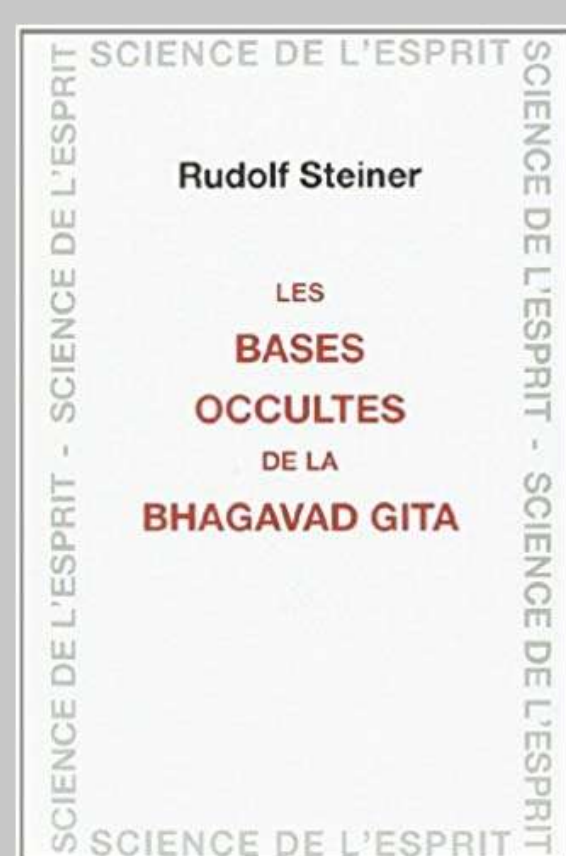 SCIENCE DE L'ESPRIT
SCIENCE DE L'ESPRIT - SCIENCE DE L'ESPRIT
SCIENCE DE L'ESPRIT - SCIENCE DE L'ESPRIT
Rudolf Steiner
LES
BASES
OCCULTES
DE LA
BHAGAVAD GITA
SCIENCE DE L'ESPRIT